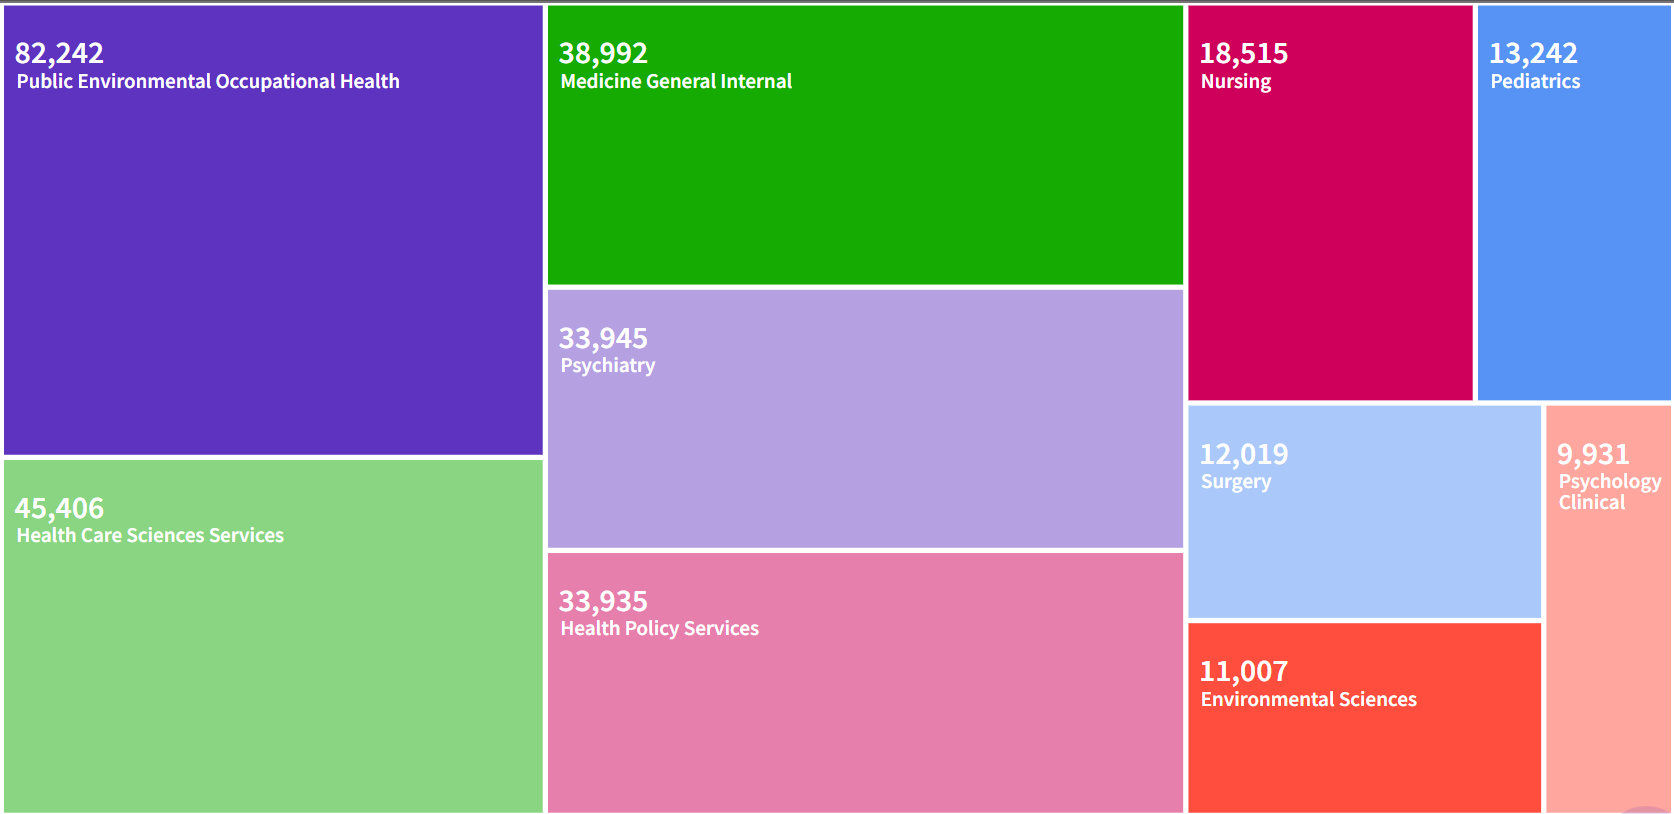 82,242
Public Environmental Occupational Health
45,406
Health Care Sciences Services
38,992
Medicine General Internal
33,945
Psychiatry
33,935
Health Policy Services
18,515
Nursing
13,242
Pediatrics
12,019
Surgery
11,007
Environmental Sciences
9,931
Psychology
Clinical